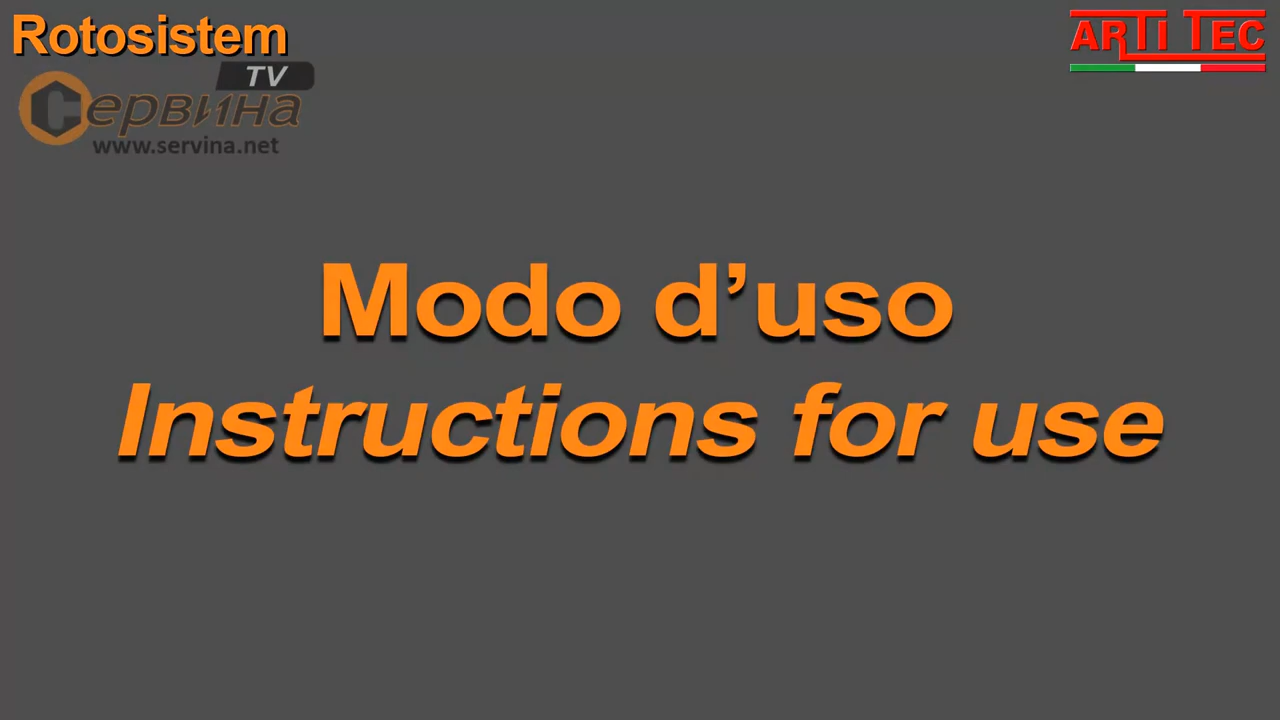 Rotosistem
ARTI TEC
TV
Сервина
www.servina.net
Modo d’uso
Instructions for use